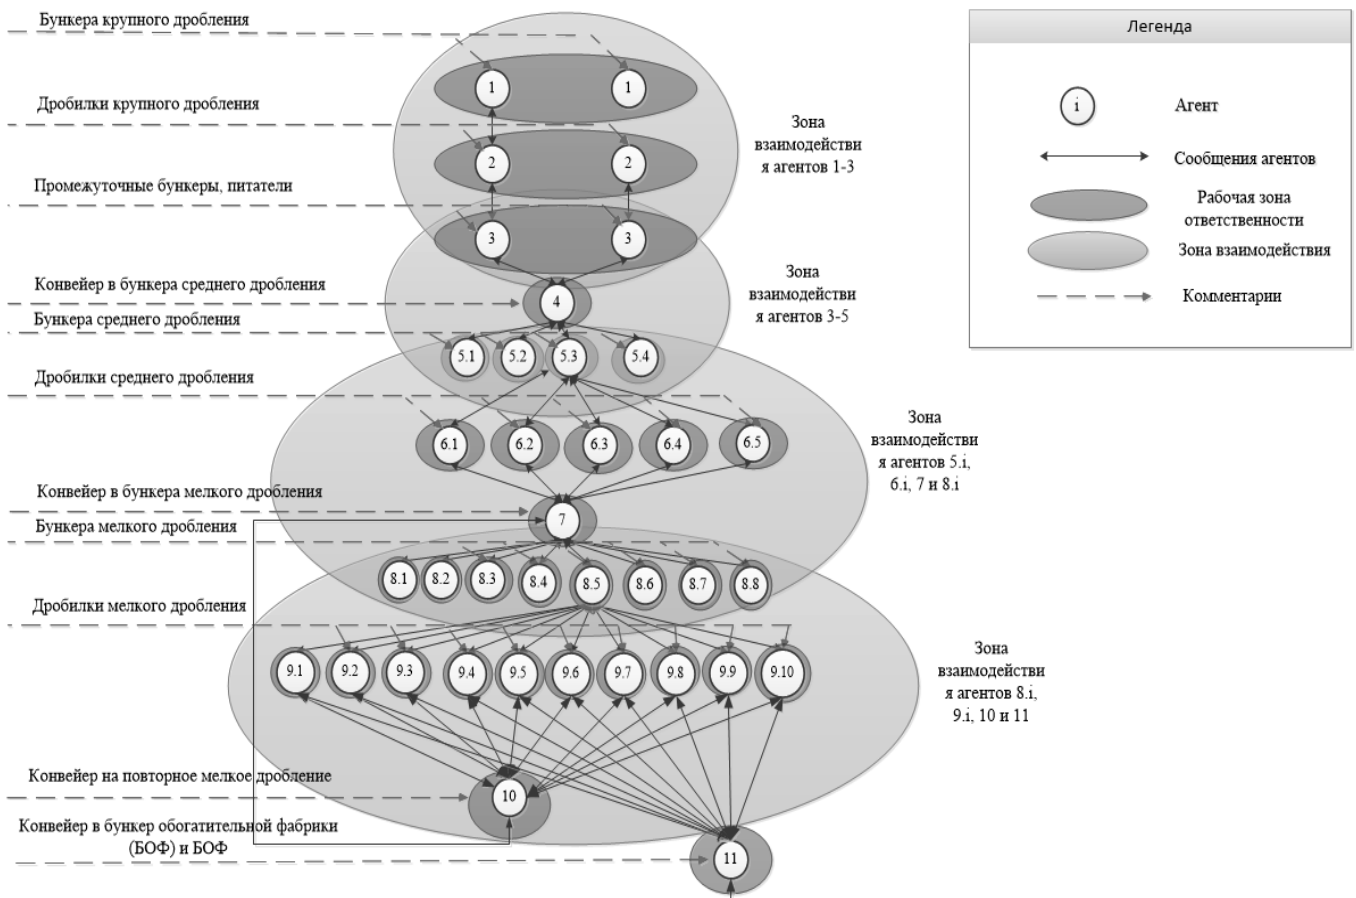 Бункера крупного дробления
Дробилки крупного дробления
Промежуточные бункеры, питатели
Конвейер в бункера среднего дробления
Бункера среднего дробления
Дробилки среднего дробления
Конвейер в бункера мелкого дробления
Бункера мелкого дробления
Дробилки мелкого дробления
Конвейер на повторное мелкое дробление
Конвейер в бункер обогатительной фабрики
(БОФ) и БОФ
1 1
2 2
3 3
4
5.1 5.2 5.3 5.4
6.1 6.2 6.3 6.4 6.5
7
8.1 8.2 8.3 8.4 8.5 8.6 8.7 8.8
9.1 9.2 9.3 9.4 9.5 9.6 9.7 9.8 9.9 9.10
10
11
Зона
взаимодействи
я агентов 1-3
Зона
взаимодействи
я агентов 3-5
Зона
взаимодействи
я агентов 5.i,
6.i, 7 и 8.i
Зона
взаимодействи
я агентов 8.i,
9.i, 10 и 11
Легенда
i Агент
Сообщения агентов
Рабочая зона
ответственности
Зона взаимодействия
Комментарии